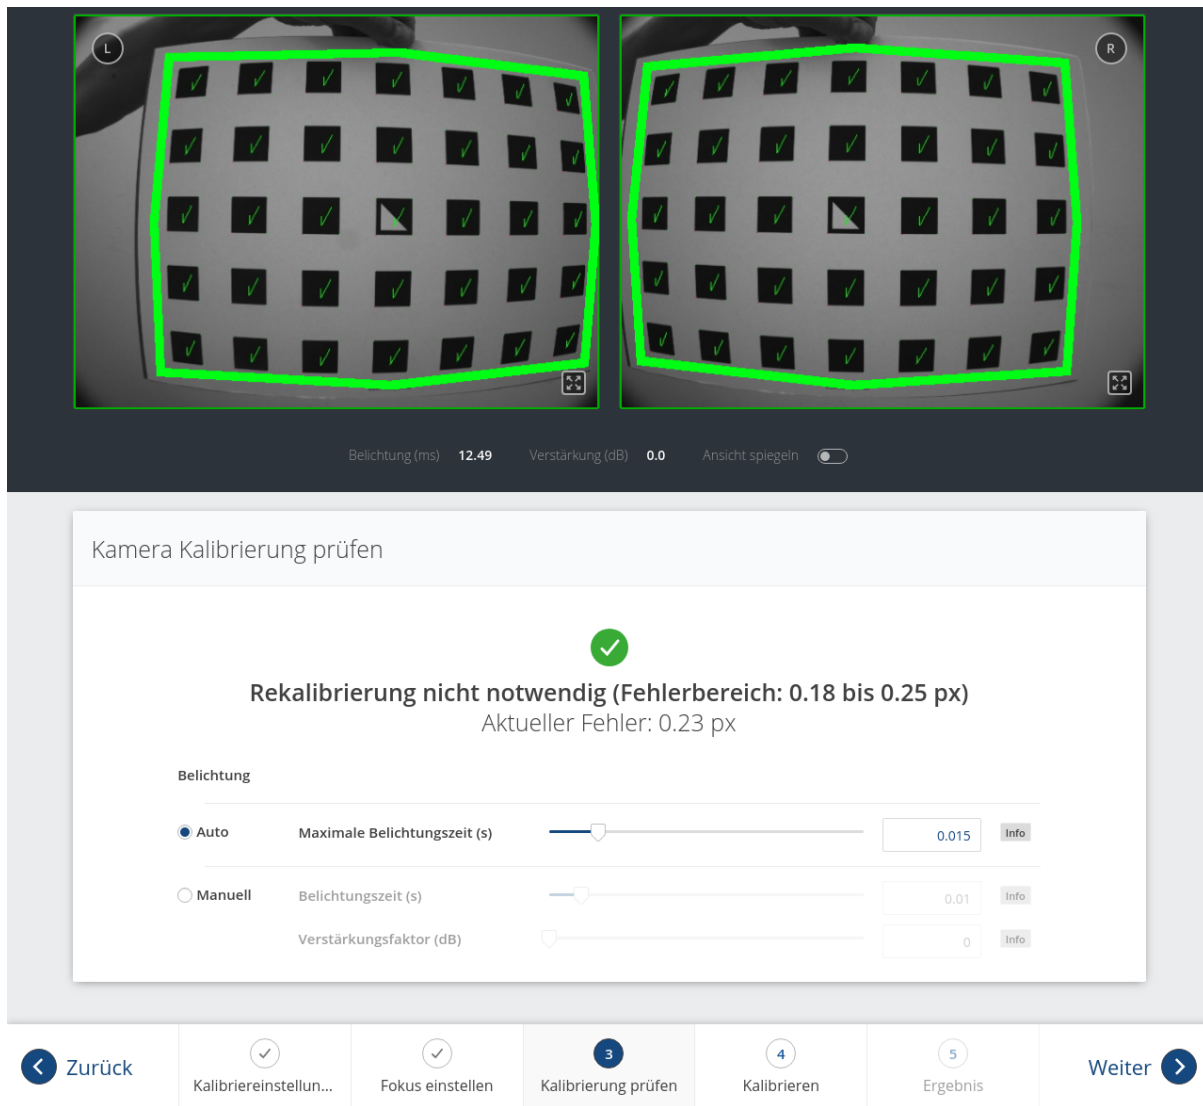 L
R
Belichtung (ms) 12.49 Verstärkung (dB) 0.0 Ansicht spiegeln
Kamera Kalibrierung prüfen
Rekalibrierung nicht notwendig (Fehlerbereich: 0.18 bis 0.25 px)
Aktueller Fehler: 0.23 px
Belichtung
Auto Maximale Belichtungszeit (s) 0.015 Info
Manuell Belichtungszeit (s) 0.01 Info
Verstärkungsfaktor (dB) 0 Info
Zurück
Kalibriereinstellun...
Fokus einstellen
3
Kalibrierung prüfen
4
Kalibrieren
5
Ergebnis
Weiter